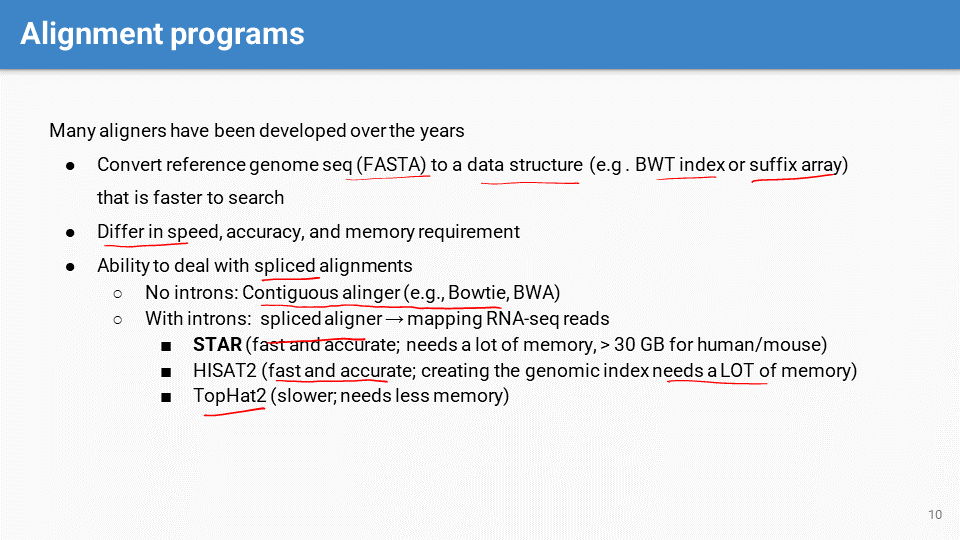 Alignment programs
Many aligners have been developed over the years
● Convert reference genome seq (FASTA) to a data structure (e.g . BWT index or suffix array)
that is faster to search
● Differ in speed, accuracy, and memory requirement
● Ability to deal with spliced alignments
○ No introns: Contiguous alinger (e.g., Bowtie, BWA)
○ With introns: spliced aligner → mapping RNA-seq reads
■ STAR (fast and accurate; needs a lot of memory, > 30 GB for human/mouse)
■ HISAT2 (fast and accurate; creating the genomic index needs a LOT of memory)
■ TopHat2 (slower; needs less memory)
10